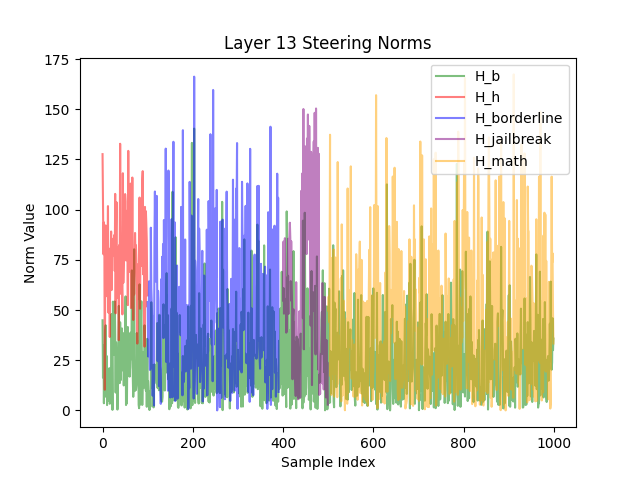 Layer 13 Steering Norms
175
150
125
100
75
50
25
0
Norm Value
H_b
H_h
H_borderline
H_jailbreak
H_math
0 200 400 600 800 1000
Sample Index